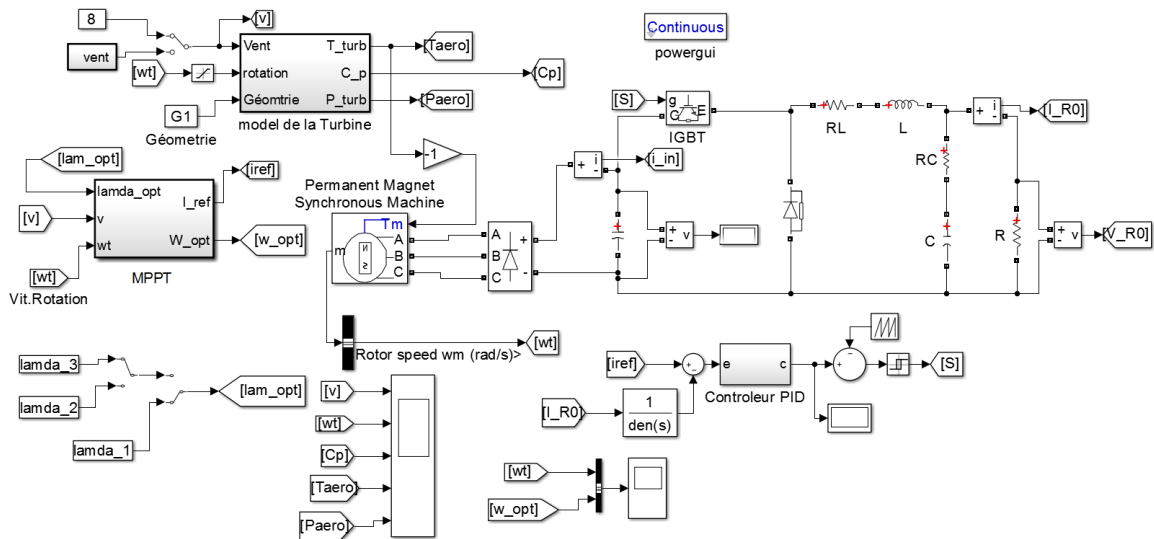 8
[v]
Continuous
powergui
vent
[wt]
G1
Géometrie
Vent
rotation
Géomtrie
T_turb
C_p
P_turb
model de la Turbine
[Taero]
[Cp]
[Paero]
-1
[S]
g
C
E
IGBT
RL
L
+
-
i
[I_R0]
RC
C
R
+
-
v
[V_R0]
[lam_opt]
[v]
[wt]
Vit.Rotation
lamda_opt
v
wt
I_ref
W_opt
MPPT
[iref]
[w_opt]
Permanent Magnet
Synchronous Machine
Tm
m
N
S
A
B
C
A
B
C
+
-
+
-
i
[i_in]
+
-
v
Rotor speed wm (rad/s)>
[wt]
lamda_3
lamda_2
lamda_1
[lam_opt]
[v]
[wt]
[Cp]
[Taero]
[Paero]
[iref]
[I_R0]
1
den(s)
e
c
Controleur PID
[S]
[wt]
[w_opt]